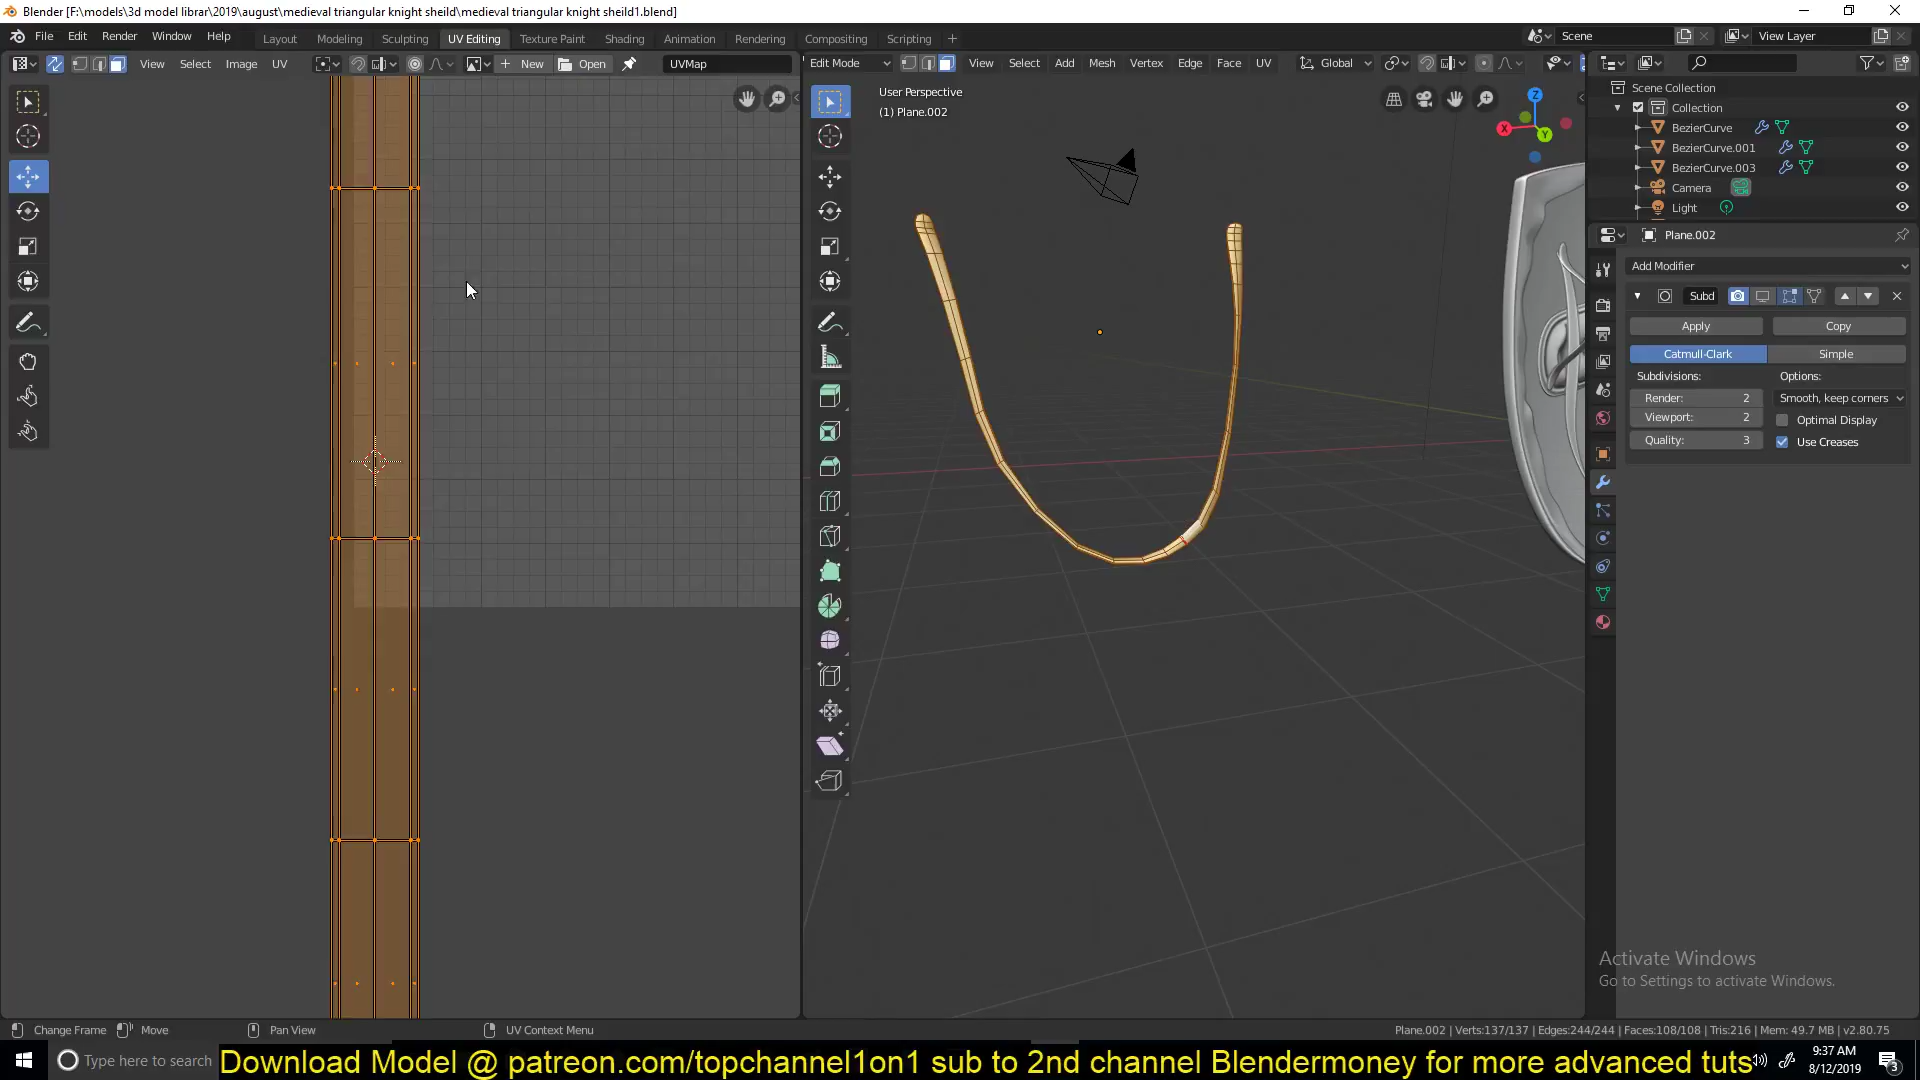 Blender [F:\models\3d model librar\2019\august\medieval triangular knight sheild\medieval triangular knight sheild1.blend]
File Edit Render Window Help Layout Modeling Sculpting UV Editing Texture Paint Shading Animation Rendering Compositing Scripting Scene View Layer
View Select Image UV New Open UVMap Edit Mode View Select Add Mesh Vertex Edge Face UV Global
User Perspective
(1) Plane.002
Scene Collection
Collection
BezierCurve
BezierCurve.001
BezierCurve.003
Camera
Light
Plane.002
Add Modifier
Subd
Apply Copy
Catmull-Clark Simple
Subdivisions: Options:
Render: 2 Smooth, keep corners
Viewport: 2 Optimal Display
Quality: 3 Use Creases
X Y Z
Activate Windows
Go to Settings to activate Windows.
Change Frame Move Pan View UV Context Menu Plane.002 | Verts:137/137 | Edges:244/244 | Faces:108/108 | Tris:216 | Mem: 49.7 MB | v2.80.75
Type here to search
Download Model @ patreon.com/topchannel1on1 sub to 2nd channel Blendermoney for more advanced tuts
9:37 AM
8/12/2019
3